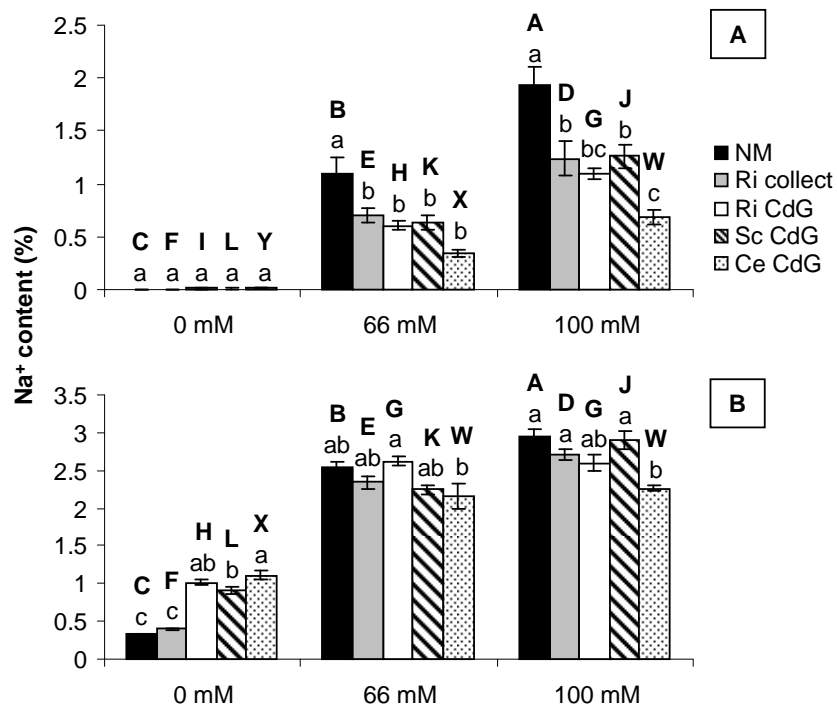 Na⁺ content (%)
A
2.5
2
1.5
1
0.5
0
C F I L Y
a a a a a
B E H K X
a b b b b
A D G J W
a b bc b c
0 mM 66 mM 100 mM
NM
Ri collect
Ri CdG
Sc CdG
Ce CdG
B
3.5
3
2.5
2
1.5
1
0.5
0
C F H L X
c c ab b a
B E G K W
ab ab a ab b
A D G J W
a a ab a b
0 mM 66 mM 100 mM